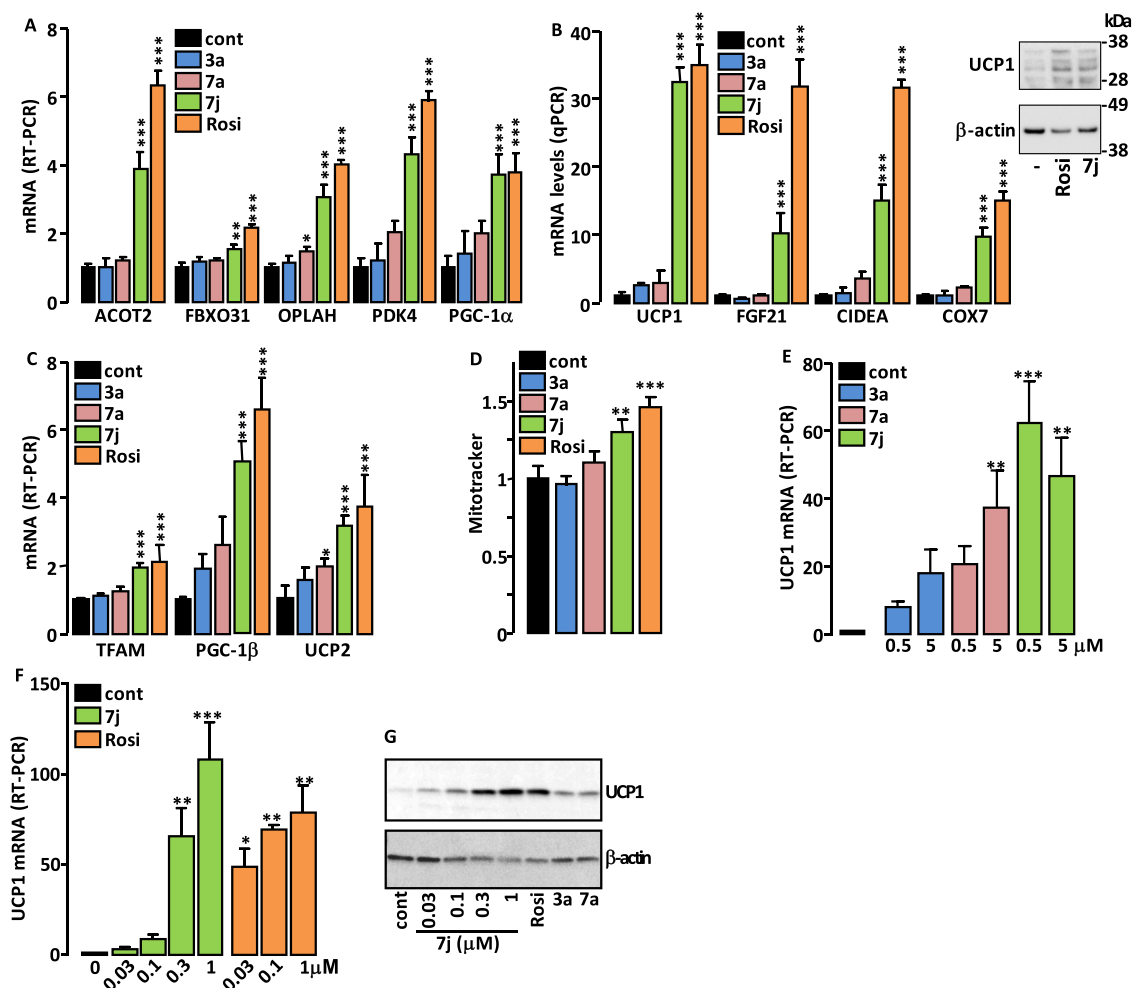 A
mRNA (RT-PCR)
8
6
4
2
0
cont
3a
7a
7j
Rosi
***
***
**
***
*
***
***
***
***
***
***
ACOT2 FBXO31 OPLAH PDK4 PGC-1α
B
mRNA levels (qPCR)
40
30
20
10
0
cont
3a
7a
7j
Rosi
***
***
***
***
***
***
***
***
UCP1 FGF21 CIDEA COX7
kDa
UCP1
-38
-28
β-actin
-49
-38
- Rosi 7j
C
mRNA (RT-PCR)
8
6
4
2
0
cont
3a
7a
7j
Rosi
***
***
***
***
*
***
***
TFAM PGC-1β UCP2
D
Mitotracker
1.5
1
0.5
0
cont
3a
7a
7j
Rosi
**
***
E
UCP1 mRNA (RT-PCR)
80
60
40
20
0
cont
3a
7a
7j
**
***
**
0.5 5 0.5 5 0.5 5 μM
F
UCP1 mRNA (RT-PCR)
150
100
50
0
cont
7j
Rosi
**
***
*
**
**
0 0.03 0.1 0.3 1 0.03 0.1 1μM
G
UCP1
β-actin
cont 0.03 0.1 0.3 1 Rosi 3a 7a
7j (μM)